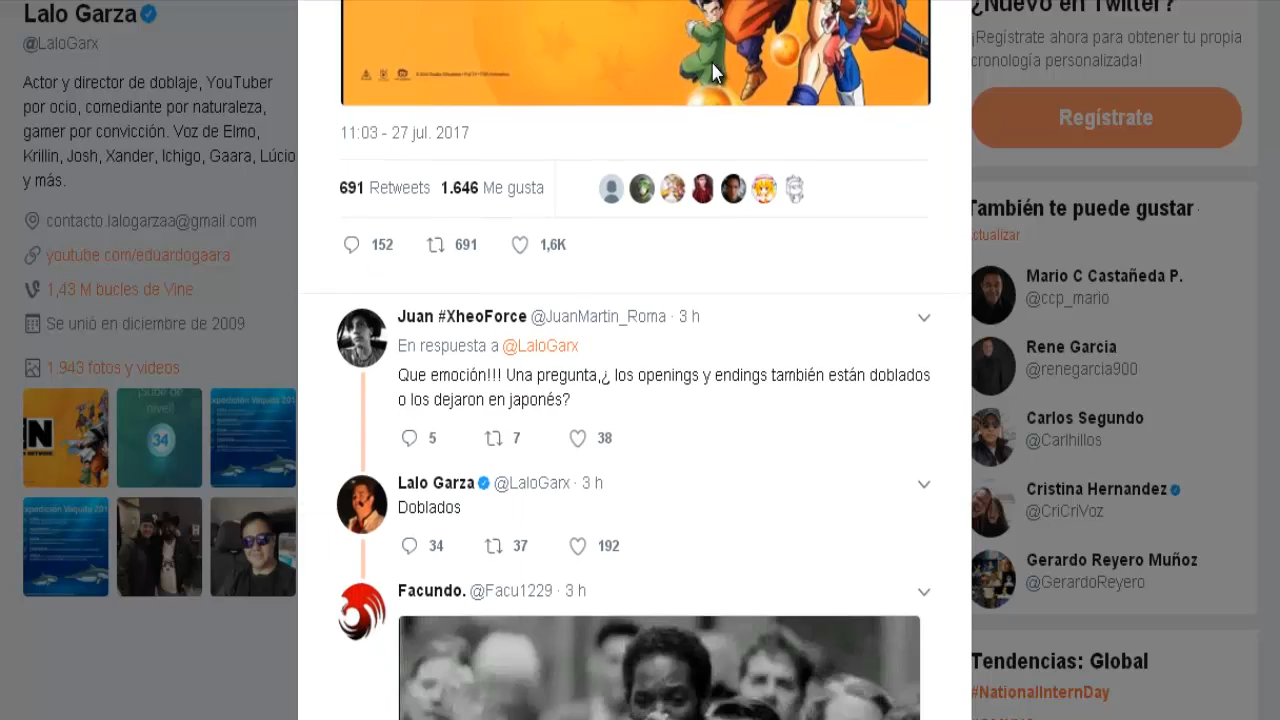 Lalo Garza
@LaloGarx
Actor y director de doblaje, YouTuber
por ocio, comediante por naturaleza,
gamer por convicción. Voz de Elmo,
Krillin, Josh, Xander, Ichigo, Gaara, Lúcio
y más.
contacto.lalogarzaa@gmail.com
youtube.com/eduardogaara
1,43 M bucles de Vine
Se unió en diciembre de 2009
1.943 fotos y videos
¡Sube de
nivel!
34
11:03 - 27 jul. 2017
691 Retweets 1.646 Me gusta
152 691 1,6K
Juan #XheoForce @JuanMartin_Roma · 3 h
En respuesta a @LaloGarx
Que emoción!!! Una pregunta,¿ los openings y endings también están doblados
o los dejaron en japonés?
5 7 38
Lalo Garza @LaloGarx · 3 h
Doblados
34 37 192
Facundo. @Facu1229 · 3 h
¿Nuevo en Twitter?
¡Regístrate ahora para obtener tu propia
cronología personalizada!
Regístrate
También te puede gustar ·
ctualizar
Mario C Castañeda P.
@ccp_mario
Rene Garcia
@renegarcia900
Carlos Segundo
@Carlhillos
Cristina Hernandez
@CriCriVoz
Gerardo Reyero Muñoz
@GerardoReyero
Tendencias: Global
#NationalInternDay